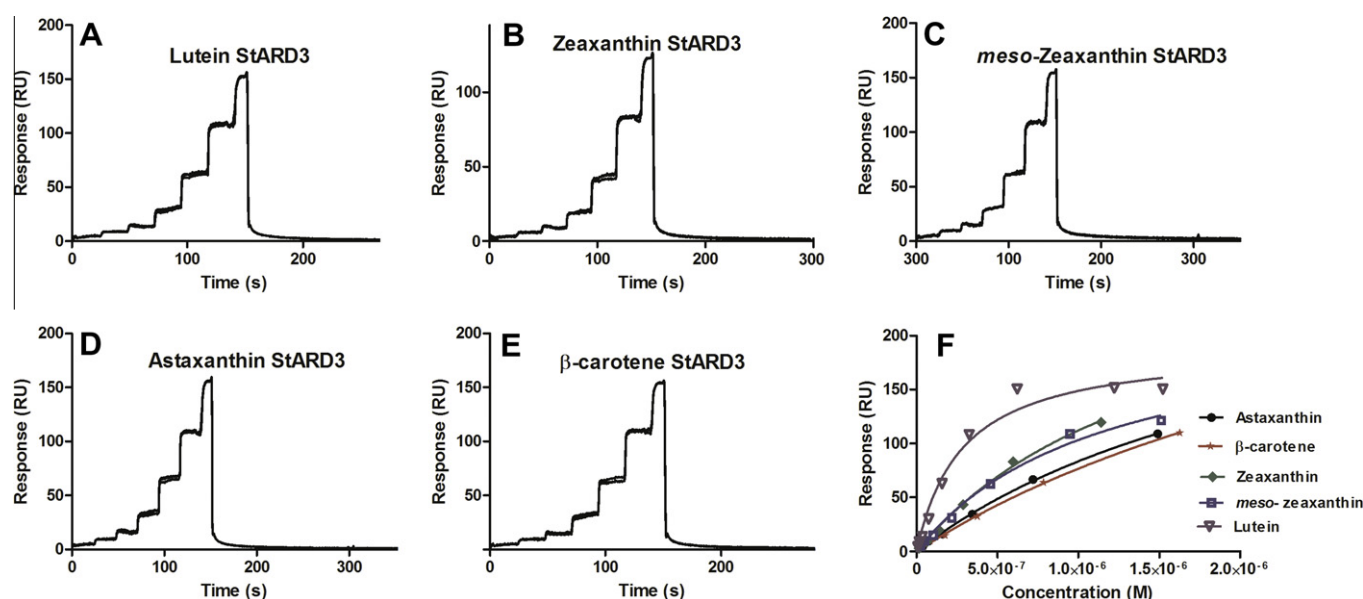 A
Lutein StARD3
200
150
100
50
0
Response (RU)
0 100 200
Time (s)
B
Zeaxanthin StARD3
100
50
0
Response (RU)
0 100 200 300
Time (s)
C
meso-Zeaxanthin StARD3
200
150
100
50
0
Response (RU)
300 100 300
Time (s)
D
Astaxanthin StARD3
200
150
100
50
0
Response (RU)
0 100 200 300
Time (s)
E
β-carotene StARD3
200
150
100
50
0
Response (RU)
0 100 200
Time (s)
F
200
150
100
50
0
Response (RU)
0 5.0×10-7 1.0×10-6 1.5×10-6 2.0×10-6
Concentration (M)
Astaxanthin
β-carotene
Zeaxanthin
meso- zeaxanthin
Lutein